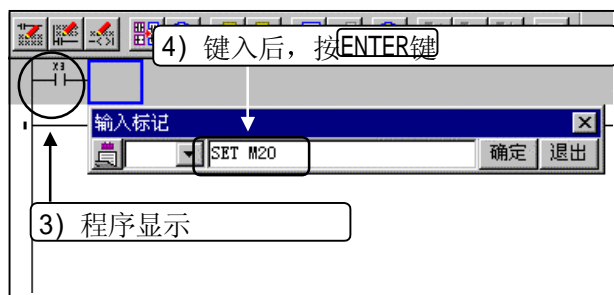 4) 键入后，按ENTER键
X3
输入标记
SET M20
确定 退出
3) 程序显示